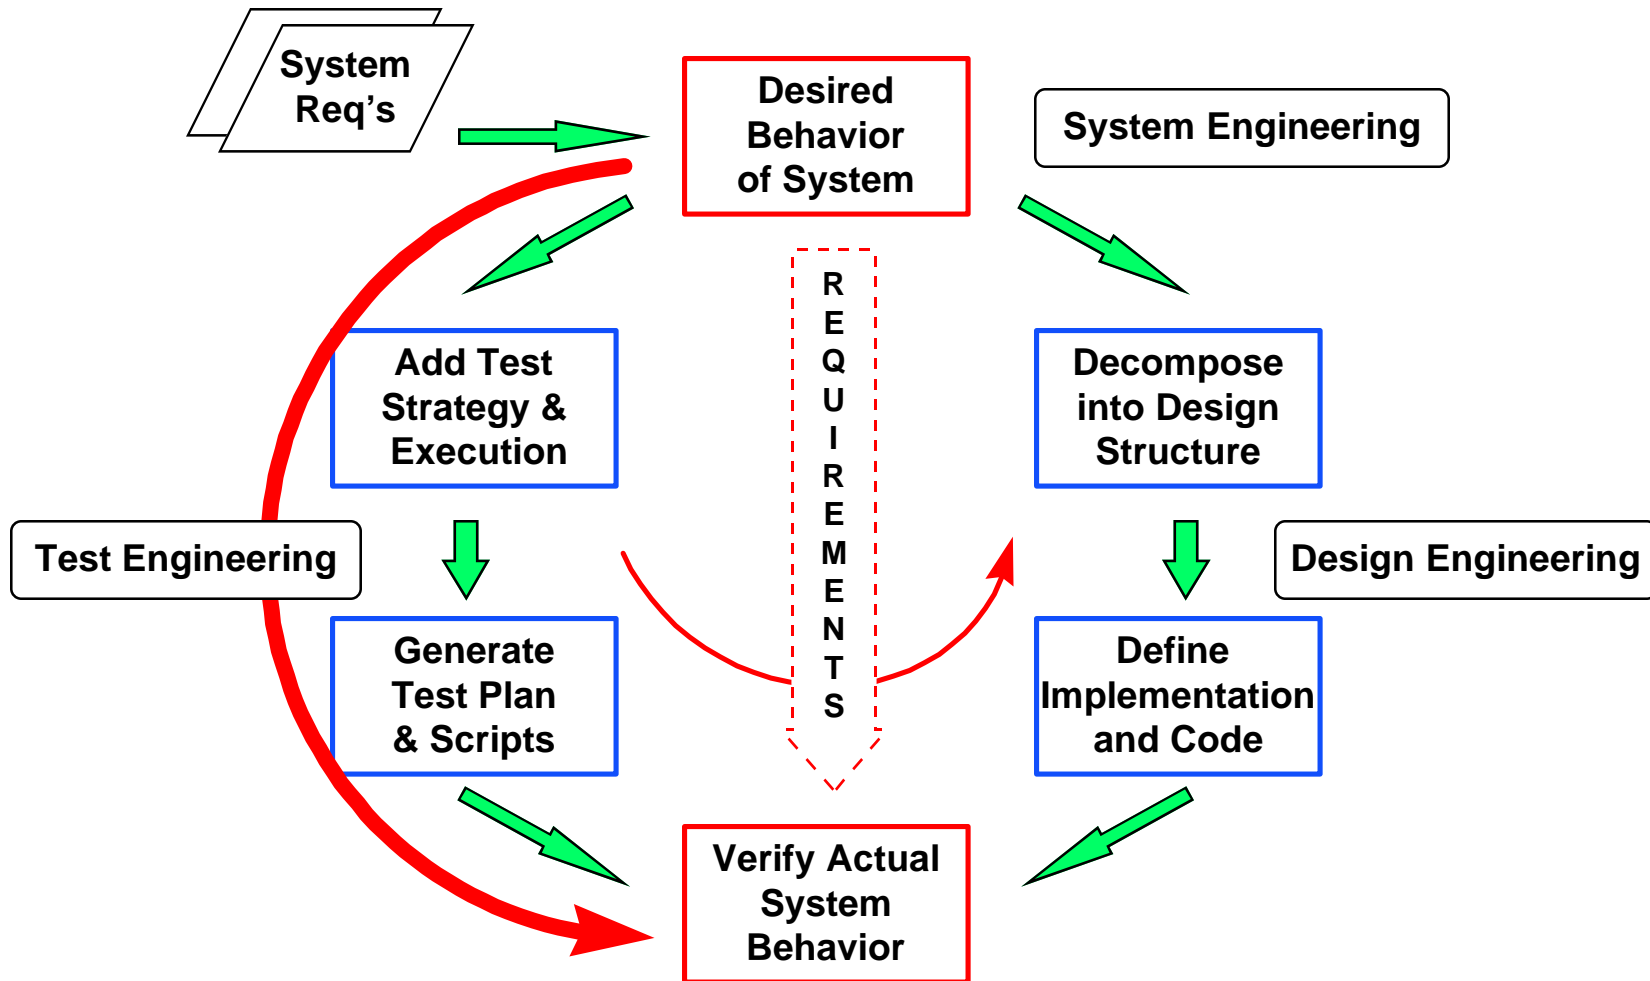 System
Req's
Desired
Behavior
of System
System Engineering
R
E
Q
U
I
R
E
M
E
N
T
S
Add Test
Strategy &
Execution
Decompose
into Design
Structure
Test Engineering
Design Engineering
Generate
Test Plan
& Scripts
Define
Implementation
and Code
Verify Actual
System
Behavior